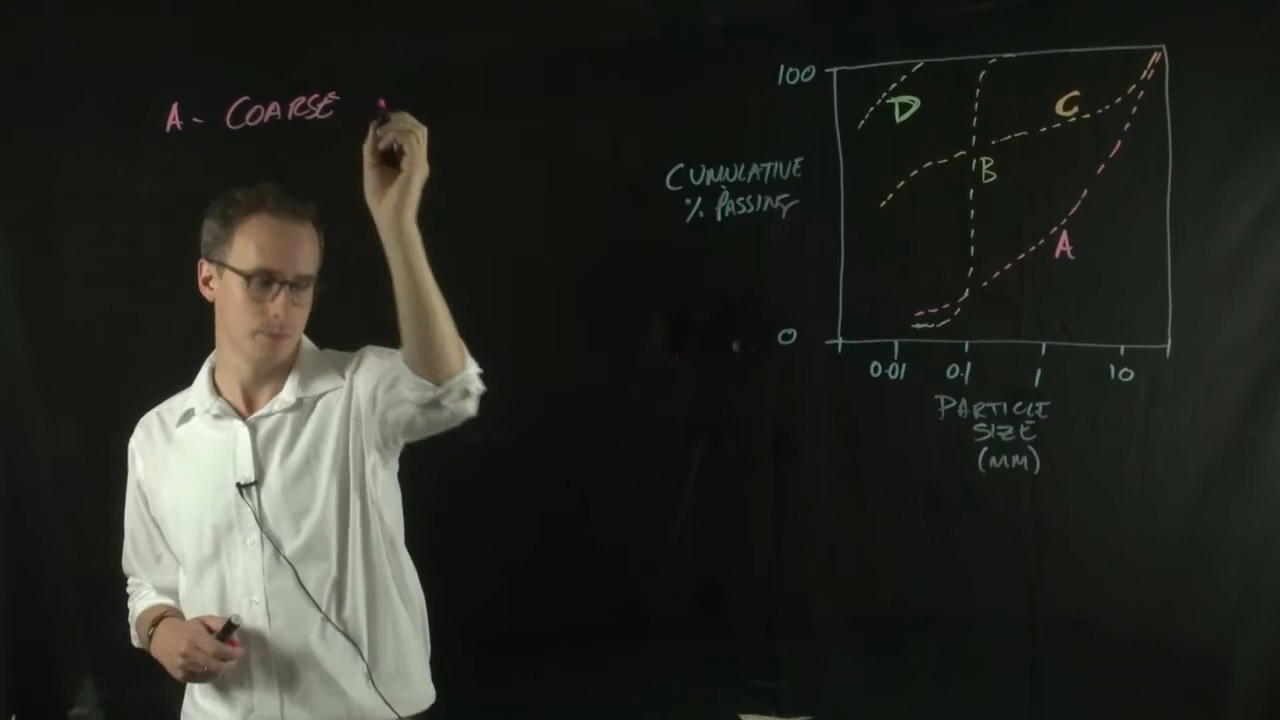 A - COARSE
100
D
C
CUMULATIVE
% PASSING
B
A
0
0.01 0.1 1 10
PARTICLE
SIZE
(MM)